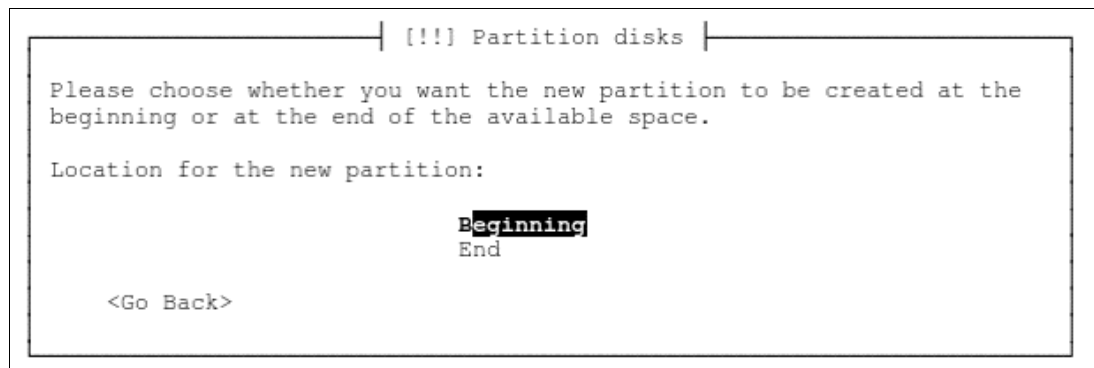 [!!] Partition disks
Please choose whether you want the new partition to be created at the
beginning or at the end of the available space.
Location for the new partition:
Beginning
End
<Go Back>